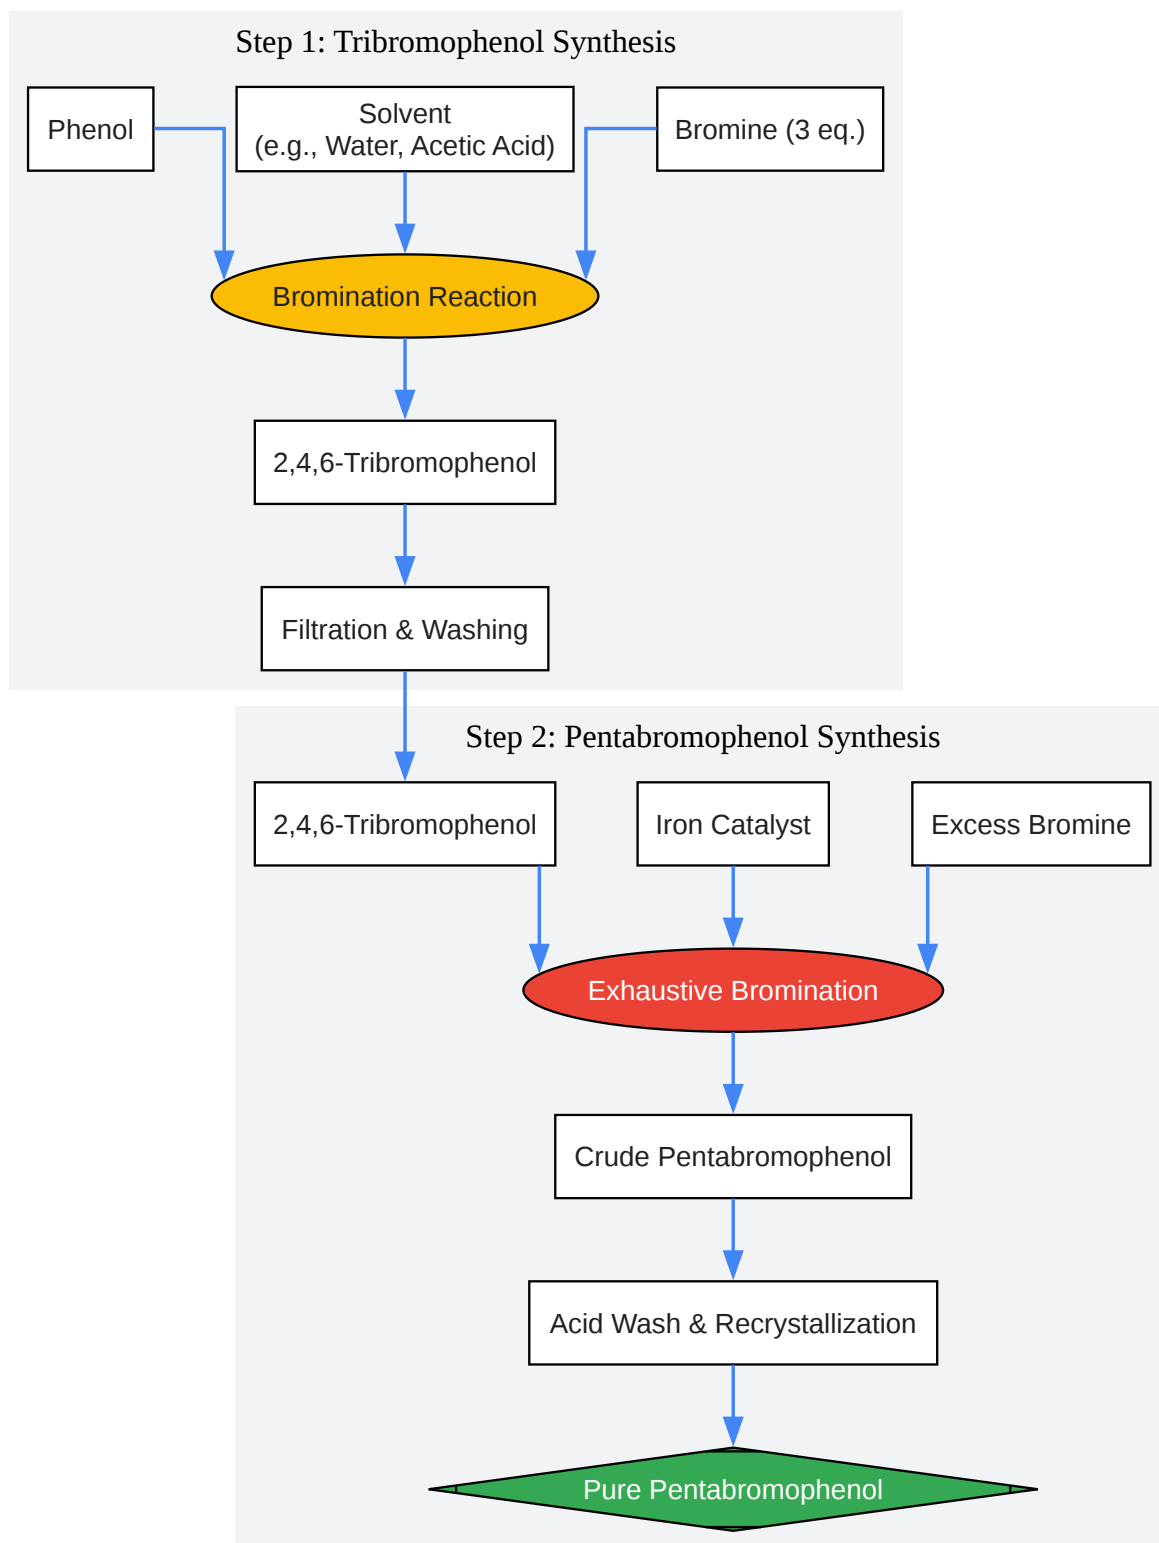 Step 1: Tribromophenol Synthesis
Phenol
Solvent
(e.g., Water, Acetic Acid)
Bromine (3 eq.)
Bromination Reaction
2,4,6-Tribromophenol
Filtration & Washing
Step 2: Pentabromophenol Synthesis
2,4,6-Tribromophenol
Iron Catalyst
Excess Bromine
Exhaustive Bromination
Crude Pentabromophenol
Acid Wash & Recrystallization
Pure Pentabromophenol